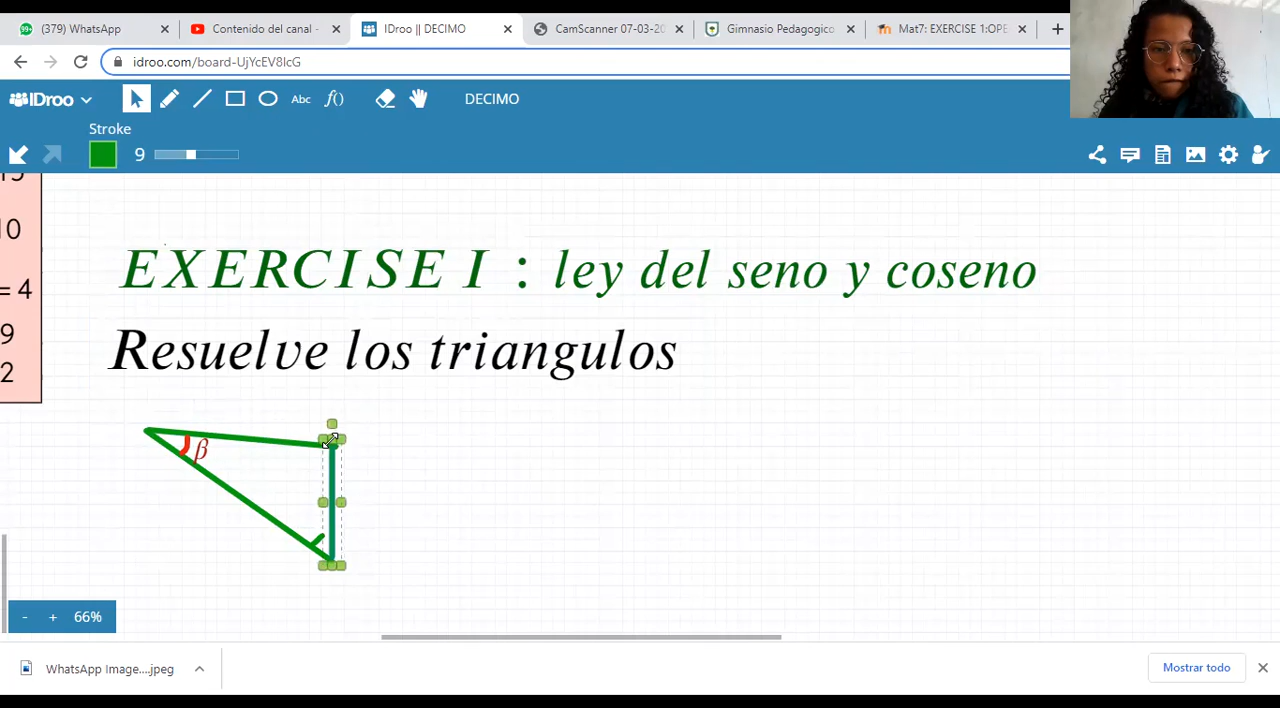 (379) WhatsApp
Contenido del canal -
IDroo || DECIMO
CamScanner 07-03-20
Gimnasio Pedagogico
Mat7: EXERCISE 1:OPE
idroo.com/board-UjYcEV8IcG
IDroo
Abc
f()
DECIMO
Stroke
9
10
= 4
9
2
EXERCISE I : ley del seno y coseno
Resuelve los triangulos
β
- + 66%
WhatsApp Image....jpeg
Mostrar todo